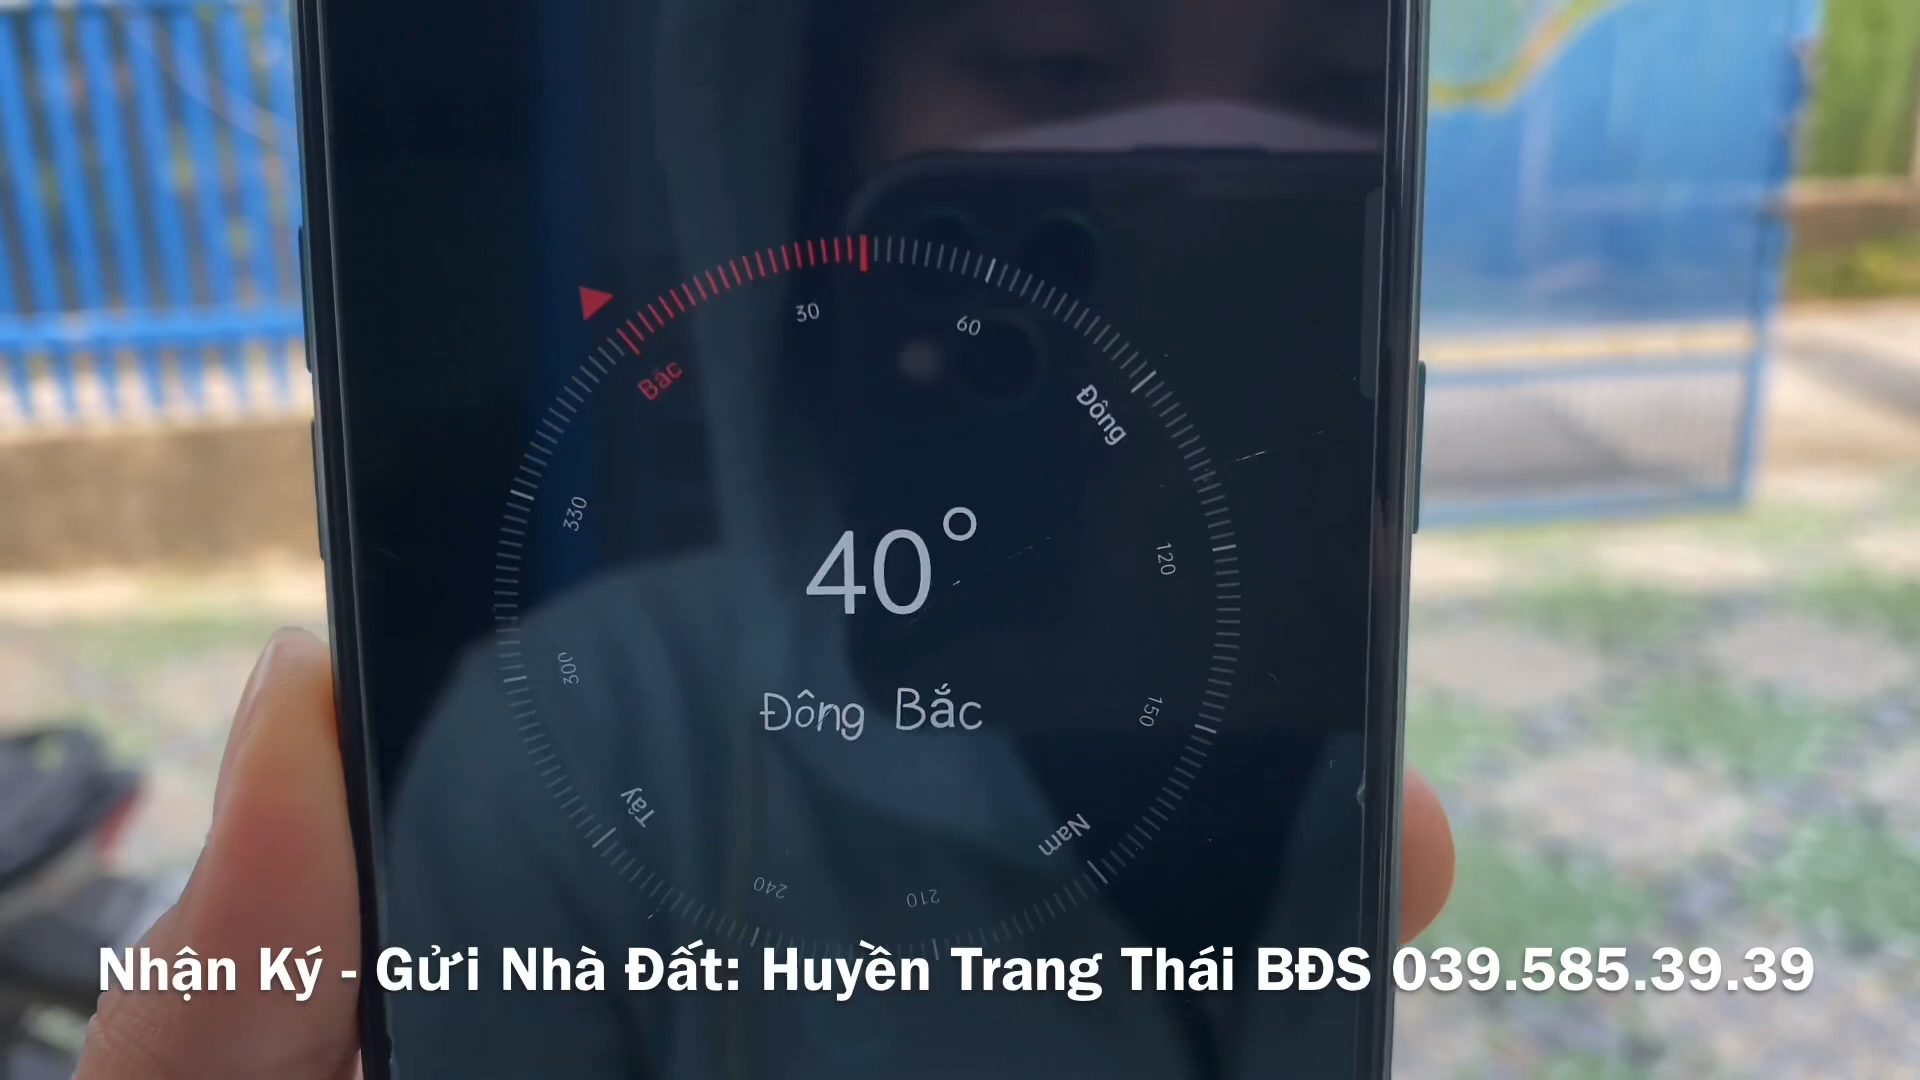 30
60
Bắc
Đông
330
40°
120
300
Đông Bắc
150
Tây
Nam
240
210
Nhận Ký - Gửi Nhà Đất: Huyền Trang Thái BĐS 039.585.39.39